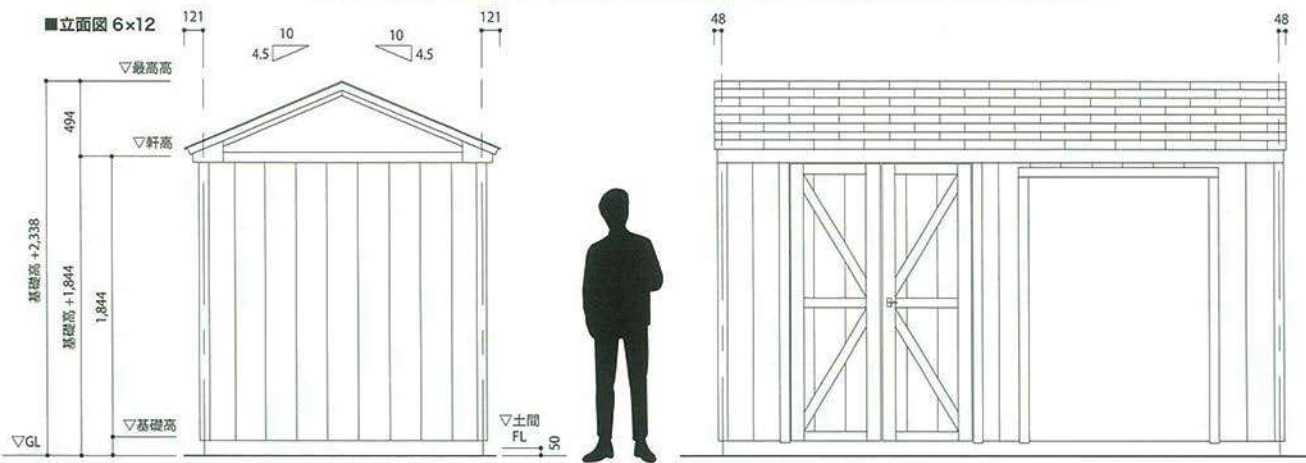 ■立面図 6×12
121
121
48
48
10
4.5
10
4.5
▽最高高
494
▽軒高
基礎高 +2,338
基礎高 +1,844
1,844
▽基礎高
▽GL
▽土間
FL
50